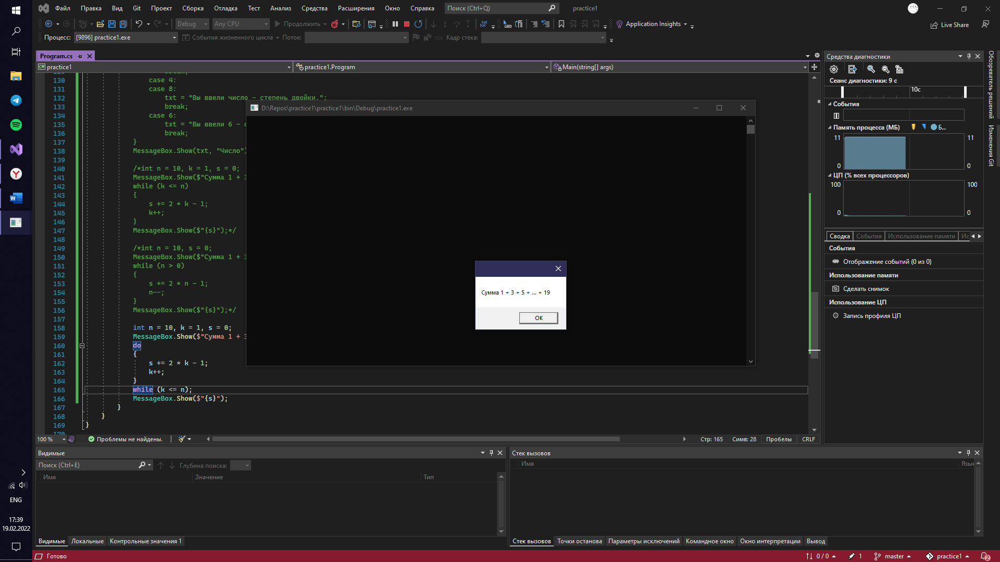 Файл Правка Вид Git Проект Сборка Отладка Тест Анализ Средства Расширения Окно Справка Поиск (Ctrl+Q) practice1
Debug Any CPU Продолжить Application Insights Live Share
Процесс: [9896] practice1.exe События жизненного цикла Поток: Кадр стека:
Program.cs
practice1 practice1.Program Main(string[] args)
130 case 4:
131 case 8:
132 txt = "Вы ввели число - степень двойки.";
133 break;
134 case 6:
135 txt = "Вы ввели 6 -
136 break;
137 }
138 MessageBox.Show(txt, "Число")
139
140 /*int n = 10, k = 1, s = 0;
141 MessageBox.Show($"Сумма 1 + 3
142 while (k <= n)
143 {
144 s += 2 * k - 1;
145 k++;
146 }
147 MessageBox.Show($"{s}");*/
148
149 /*int n = 10, s = 0;
150 MessageBox.Show($"Сумма 1 + 3
151 while (n > 0)
152 {
153 s += 2 * n - 1;
154 n--;
155 }
156 MessageBox.Show($"{s}");*/
157
158 int n = 10, k = 1, s = 0;
159 MessageBox.Show($"Сумма 1 + 3
160 do
161 {
162 s += 2 * k - 1;
163 k++;
164 }
165 while (k <= n);
166 MessageBox.Show($"{s}");
167 }
168 }
169 }
170
D:\Repos\practice1\practice1\bin\Debug\practice1.exe
Сумма 1 + 3 + 5 + ... + 19
OK
100 % Проблемы не найдены. Стр: 165 Симв: 28 Пробелы CRLF
Средства диагностики
Сеанс диагностики: 9 с
10с
События
Память процесса (МБ) Б...
11 11
0 0
ЦП (% всех процессоров)
100 100
0 0
Сводка События Использование памяти Ис
События
Отображение событий (0 из 0)
Использование памяти
Сделать снимок
Использование ЦП
Запись профиля ЦП
Обозреватель решений
Изменения Git
Видимые
Поиск (Ctrl+E) Глубина поиска:
Имя Значение Тип
Видимые Локальные Контрольные значения 1
Стек вызовов
Имя Язык
Стек вызовов Точки останова Параметры исключений Командное окно Окно интерпретации Вывод
Готово 0 / 0 1 master practice1 2
ENG
17:39
19.02.2022